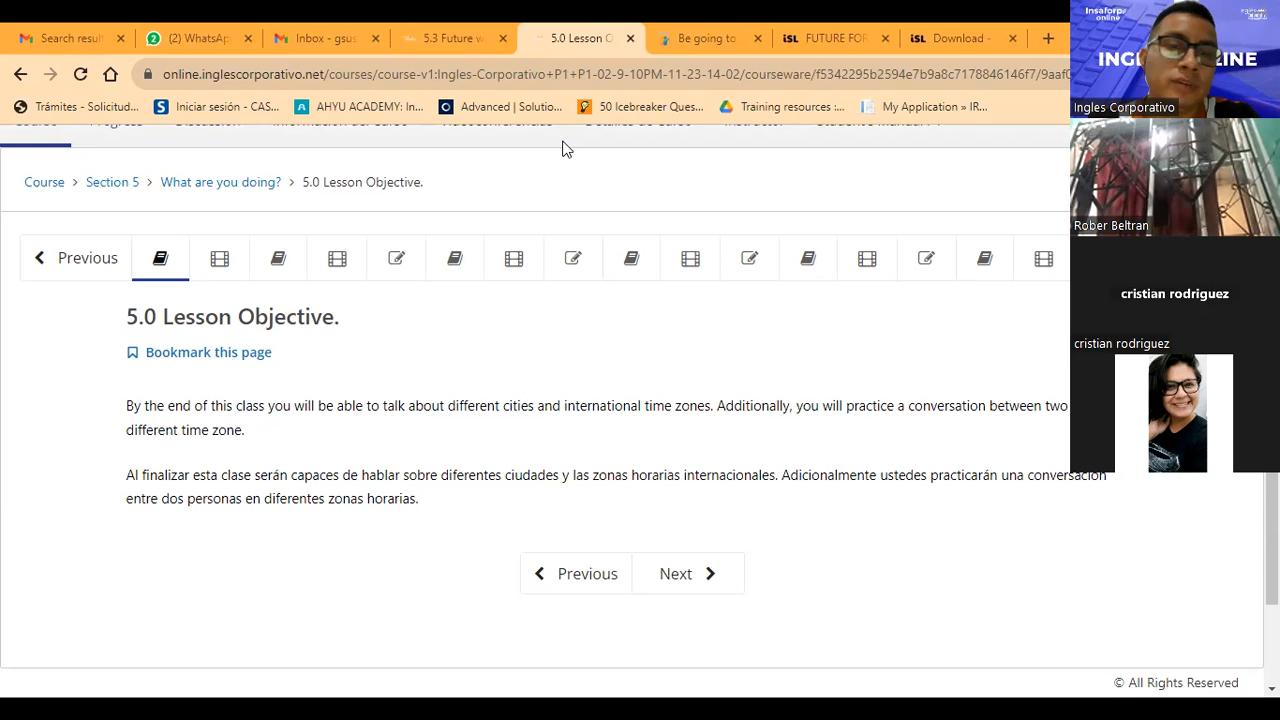 Search result
(2) WhatsAp
Inbox - gsus
5.3 Future w
5.0 Lesson O
Be going to
iSL FUTURE FOR
iSL Download -
online.inglescorporativo.net/courses/course-v1:Ingles-Corporativo+P1+P1-02-9-10PM-11-23-14-02/courseware/f5342295b2594e7b9a8c7178846146f7/9aaf0
Trámites - Solicitud...
Iniciar sesión - CAS...
AHYU ACADEMY: In...
Advanced | Solutio...
50 Icebreaker Ques...
Training resources :...
My Application » IR...
Course > Section 5 > What are you doing? > 5.0 Lesson Objective.
Previous
5.0 Lesson Objective.
Bookmark this page
By the end of this class you will be able to talk about different cities and international time zones. Additionally, you will practice a conversation between two
different time zone.
Al finalizar esta clase serán capaces de hablar sobre diferentes ciudades y las zonas horarias internacionales. Adicionalmente ustedes practicarán una conversación
entre dos personas en diferentes zonas horarias.
Previous
Next
© All Rights Reserved
Insaforp
online
INGL
LINE
Ingles Corporativo
Rober Beltran
cristian rodriguez
cristian rodriguez